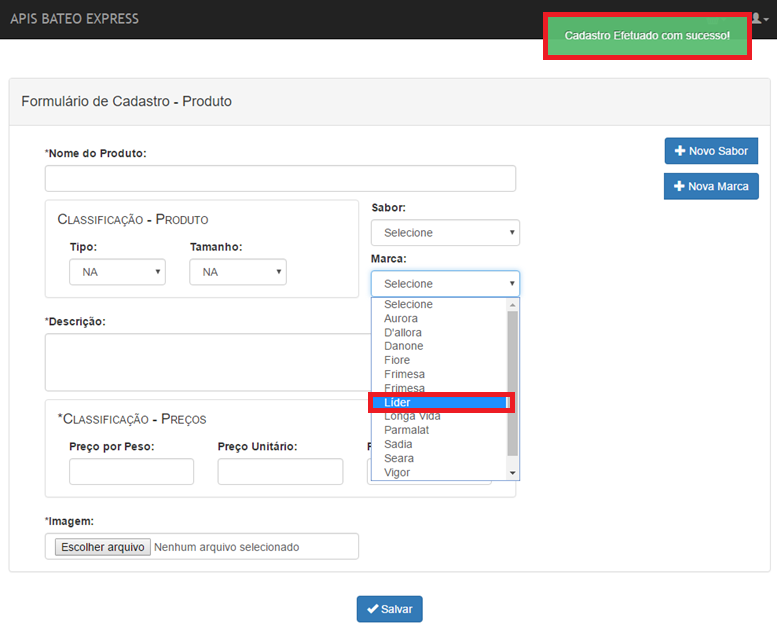 APIS BATEO EXPRESS
Cadastro Efetuado com sucesso!
Formulário de Cadastro - Produto
*Nome do Produto:
+ Novo Sabor
+ Nova Marca
Classificação - Produto
Tipo:
Tamanho:
NA
NA
Sabor:
Selecione
Marca:
Selecione
Selecione
Aurora
D'allora
Danone
Fiore
Frimesa
Frimesa
Líder
Longa Vida
Parmalat
Sadia
Seara
Vigor
*Descrição:
*Classificação - Preços
Preço por Peso:
Preço Unitário:
*Imagem:
Escolher arquivo Nenhum arquivo selecionado
Salvar